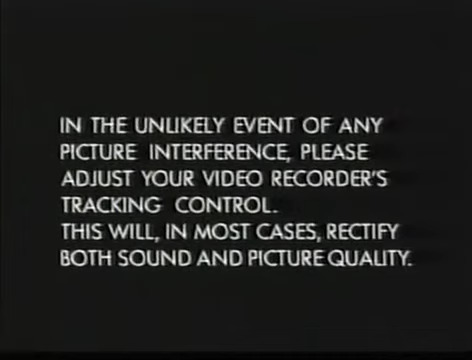 IN THE UNLIKELY EVENT OF ANY
PICTURE INTERFERENCE, PLEASE
ADJUST YOUR VIDEO RECORDER'S
TRACKING CONTROL.
THIS WILL, IN MOST CASES, RECTIFY
BOTH SOUND AND PICTURE QUALITY.